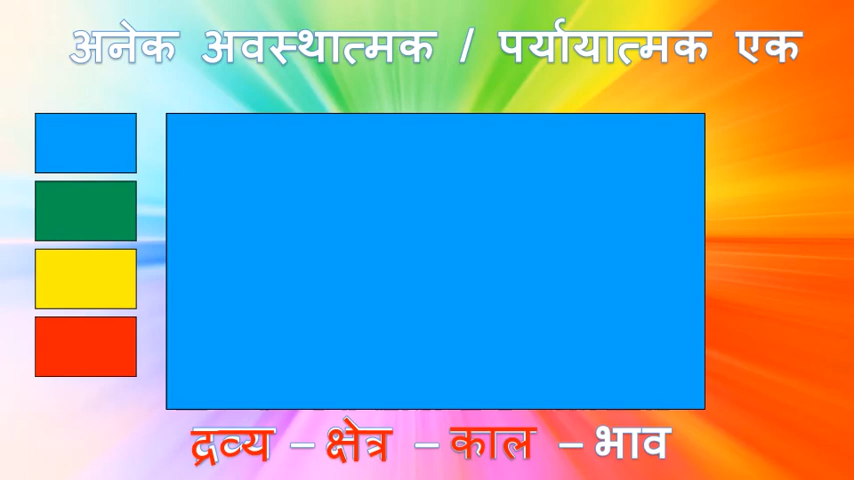 अनेक अवस्थात्मक / पर्यायात्मक एक
द्रव्य – क्षेत्र – काल – भाव